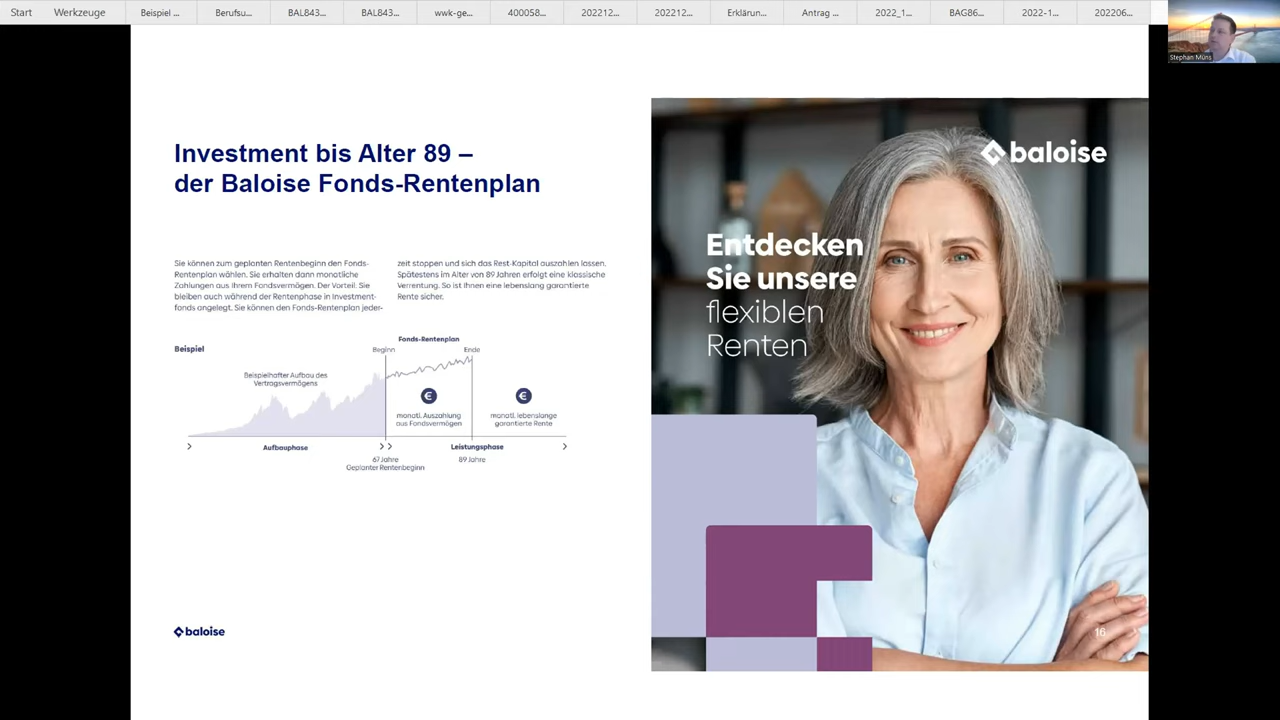 Start
Werkzeuge
Beispiel ...
Berufsu...
BAL843...
BAL843...
wwk-ge...
400058...
202212...
202212...
Erklärun...
Antrag ...
2022_1...
BAG86...
2022-1...
202206...
Stephan Müns
Investment bis Alter 89 –
der Baloise Fonds-Rentenplan
Sie können zum geplanten Rentenbeginn den Fonds-
Rentenplan wählen. Sie erhalten dann monatliche
Zahlungen aus Ihrem Fondsvermögen. Der Vorteil. Sie
bleiben auch während der Rentenphase in Investment-
fonds angelegt. Sie können den Fonds-Rentenplan jeder-
zeit stoppen und sich das Rest-Kapital auszahlen lassen.
Spätestens im Alter von 89 Jahren erfolgt eine klassische
Verrentung. So ist Ihnen eine lebenslang garantierte
Rente sicher.
Beispiel
Fonds-Rentenplan
Beginn
Ende
Beispielhafter Aufbau des
Vertragsvermögens
€
€
monatl. Auszahlung
aus Fondsvermögen
monatl. lebenslange
garantierte Rente
Aufbauphase
Leistungsphase
67 Jahre
Geplanter Rentenbeginn
89 Jahre
baloise
baloise
Entdecken
Sie unsere
flexiblen
Renten
16